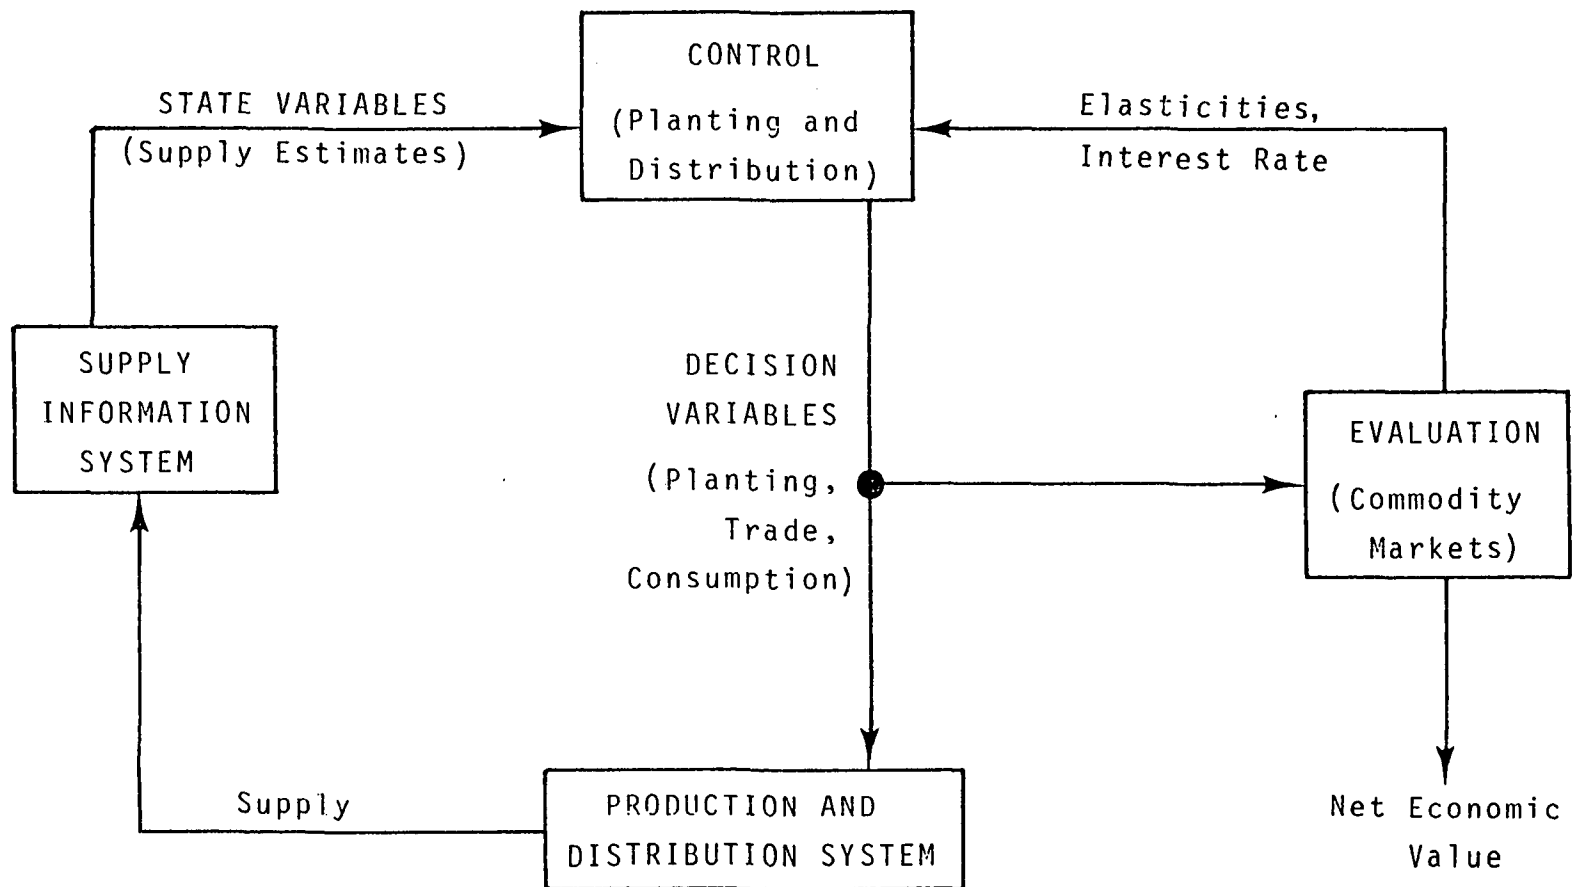 CONTROL
(Planting and
Distribution)
STATE VARIABLES
(Supply Estimates)
Elasticities,
Interest Rate
SUPPLY
INFORMATION
SYSTEM
DECISION
VARIABLES
(Planting,
Trade,
Consumption)
EVALUATION
(Commodity
Markets)
Supply
PRODUCTION AND
DISTRIBUTION SYSTEM
Net Economic
Value